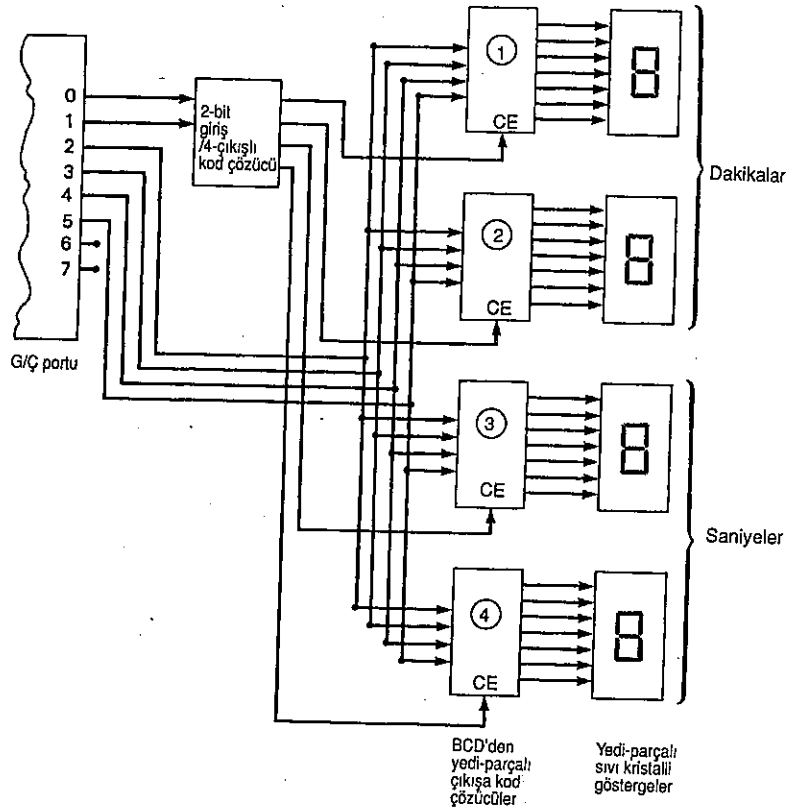 0
1
2
3
4
5
6
7
G/Ç portu
2-bit
giriş
/4-çıkışlı
kod çözücü
1
CE
2
CE
Dakikalar
3
CE
4
CE
Saniyeler
BCD'den
yedi-parçalı
çıkışa kod
çözücüler
Yedi-parçalı
sıvı kristalli
göstergeler